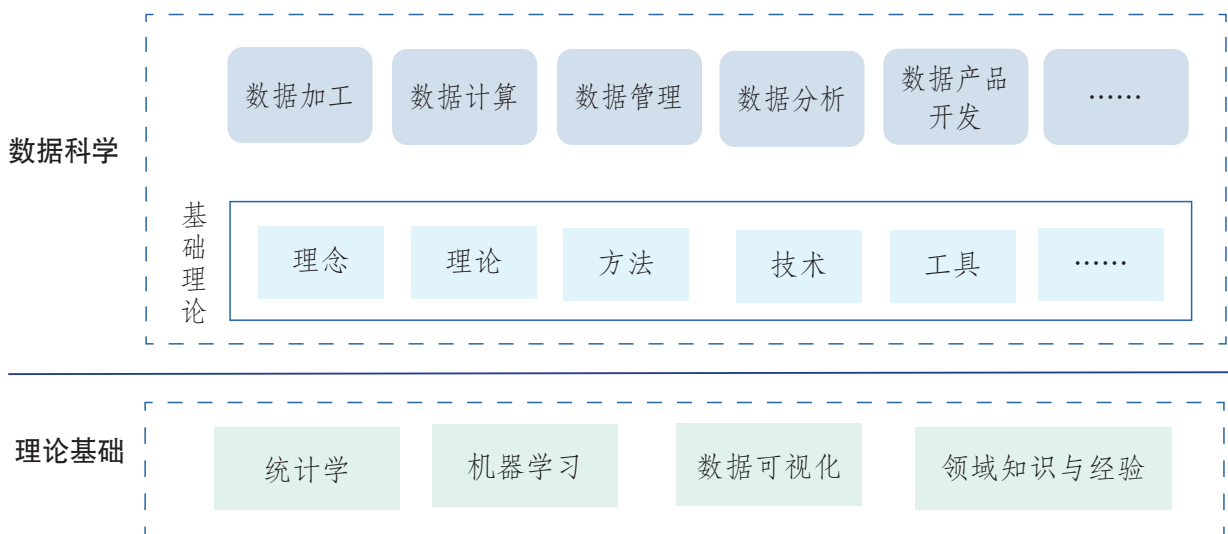 数据加工
数据计算
数据管理
数据分析
数据产品
开发
……
数据科学
基础理论
理念
理论
方法
技术
工具
……
理论基础
统计学
机器学习
数据可视化
领域知识与经验